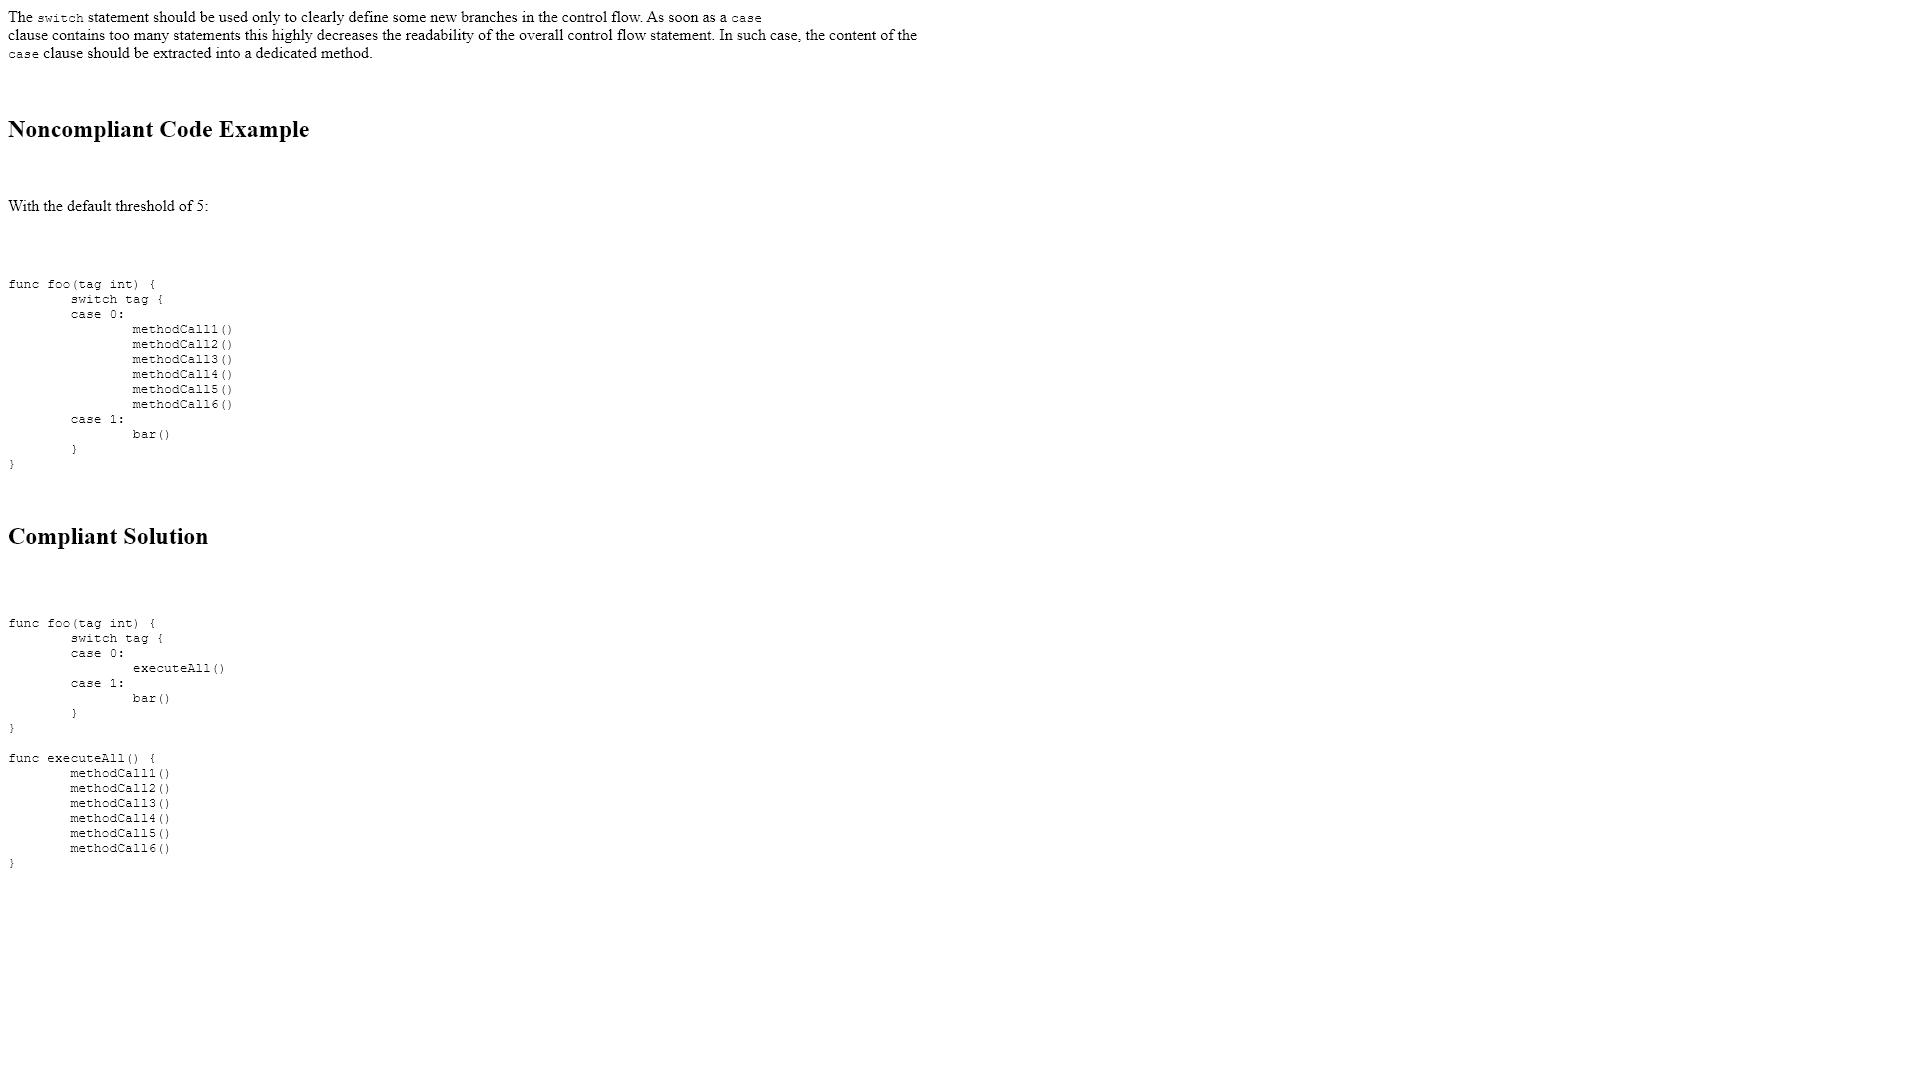 The switch statement should be used only to clearly define some new branches in the control flow. As soon as a case
clause contains too many statements this highly decreases the readability of the overall control flow statement. In such case, the content of the
case clause should be extracted into a dedicated method.
Noncompliant Code Example
With the default threshold of 5:
func foo(tag int) {
        switch tag {
        case 0:
                methodCall1()
                methodCall2()
                methodCall3()
                methodCall4()
                methodCall5()
                methodCall6()
        case 1:
                bar()
        }
}
Compliant Solution
func foo(tag int) {
        switch tag {
        case 0:
                executeAll()
        case 1:
                bar()
        }
}
func executeAll() {
        methodCall1()
        methodCall2()
        methodCall3()
        methodCall4()
        methodCall5()
        methodCall6()
}